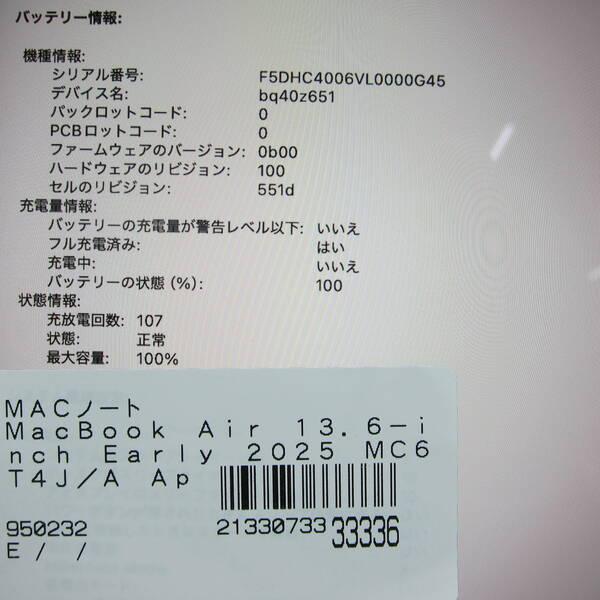 バッテリー情報:
機種情報:
シリアル番号: F5DHC4006VL0000G45
デバイス名: bq40z651
パックロットコード: 0
PCBロットコード: 0
ファームウェアのバージョン: 0b00
ハードウェアのリビジョン: 100
セルのリビジョン: 551d
充電量情報:
バッテリーの充電量が警告レベル以下: いいえ
フル充電済み: はい
充電中: いいえ
バッテリーの状態 (%): 100
状態情報:
充放電回数: 107
状態: 正常
最大容量: 100%
MACノート
MacBook Air 13.6-i
nch Early 2025 MC6
T4J/A Ap
950232 21330733 33336
E / /